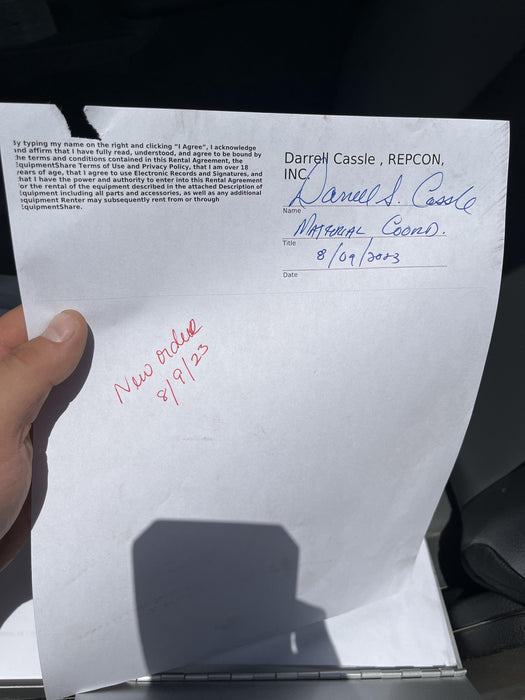 By typing my name on the right and clicking "I Agree", I acknowledge
and affirm that I have fully read, understood, and agree to be bound by
the terms and conditions contained in this Rental Agreement, the
EquipmentShare Terms of Use and Privacy Policy, that I am over 18
years of age, that I agree to use Electronic Records and Signatures, and
that I have the power and authority to enter into this Rental Agreement
for the rental of the equipment described in the attached Description of
Equipment including all parts and accessories, as well as any additional
equipment Renter may subsequently rent from or through
EquipmentShare.
Darrell Cassle , REPCON,
INC.
Darrell S. Cassle
Name
MATERIAL COORD.
Title
8/09/2023
Date
New order
8/9/23